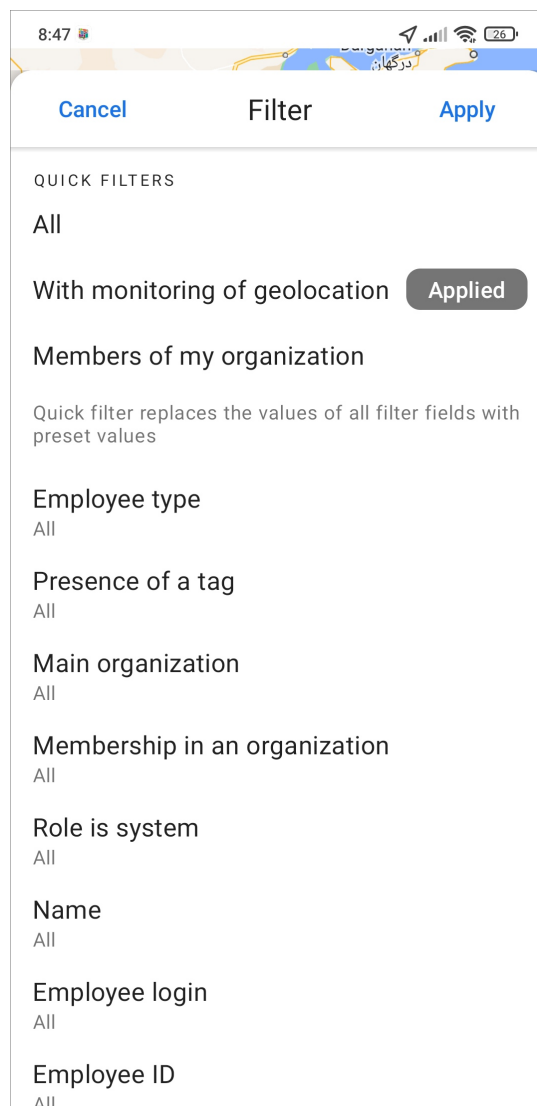 8:47
26
درگهان
Cancel
Filter
Apply
QUICK FILTERS
All
With monitoring of geolocation
Applied
Members of my organization
Quick filter replaces the values of all filter fields with
preset values
Employee type
All
Presence of a tag
All
Main organization
All
Membership in an organization
All
Role is system
All
Name
All
Employee login
All
Employee ID
All